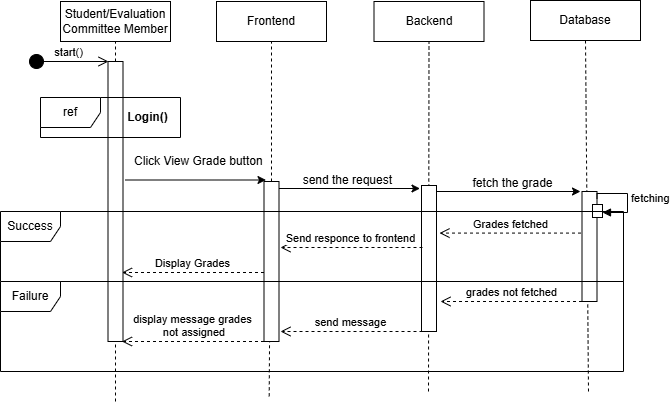 Student/Evaluation
Committee Member
Frontend
Backend
Database
start()
ref
Login()
Click View Grade button
send the request
fetch the grade
fetching
Success
Grades fetched
Send responce to frontend
Display Grades
Failure
grades not fetched
display message grades
not assigned
send message